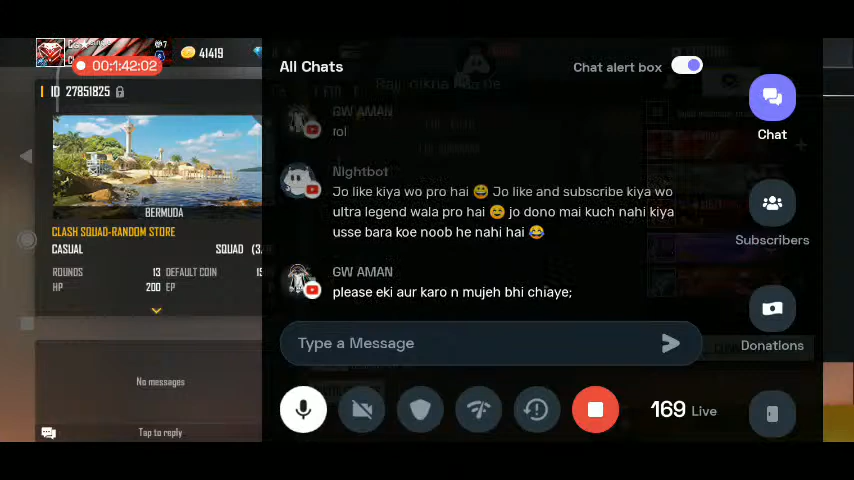 41419
00:1:42:02
All Chats
Chat alert box
ID 27851825
GW AMAN
rol
Chat
Nightbot
Jo like kiya wo pro hai 😀 Jo like and subscribe kiya wo
ultra legend wala pro hai 😉 jo dono mai kuch nahi kiya
usse bara koe noob he nahi hai 😂
BERMUDA
CLASH SQUAD-RANDOM STORE
CASUAL SQUAD (3,
ROUNDS 13 DEFAULT COIN
HP 200 EP
Subscribers
GW AMAN
please eki aur karo n mujeh bhi chiaye;
Type a Message
Donations
No messages
169 Live
Tap to reply